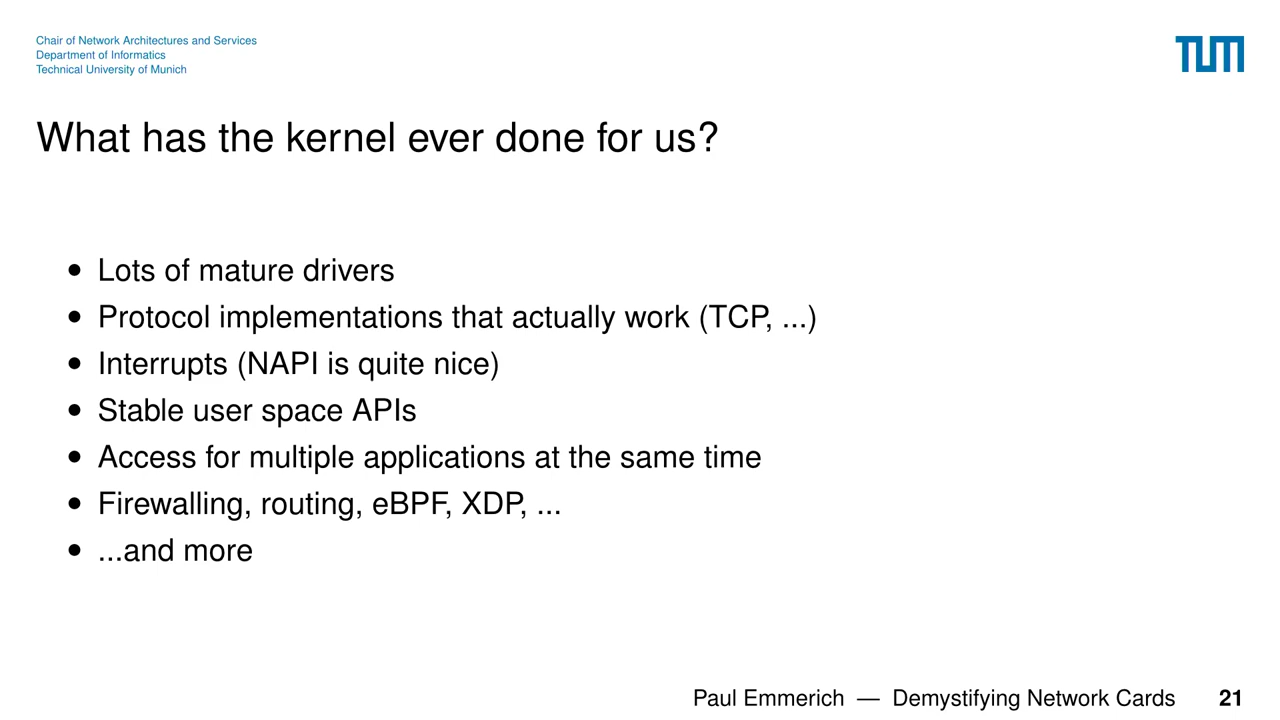 Chair of Network Architectures and Services
Department of Informatics
Technical University of Munich
TUM
What has the kernel ever done for us?
• Lots of mature drivers
• Protocol implementations that actually work (TCP, ...)
• Interrupts (NAPI is quite nice)
• Stable user space APIs
• Access for multiple applications at the same time
• Firewalling, routing, eBPF, XDP, ...
• ...and more
Paul Emmerich — Demystifying Network Cards 21